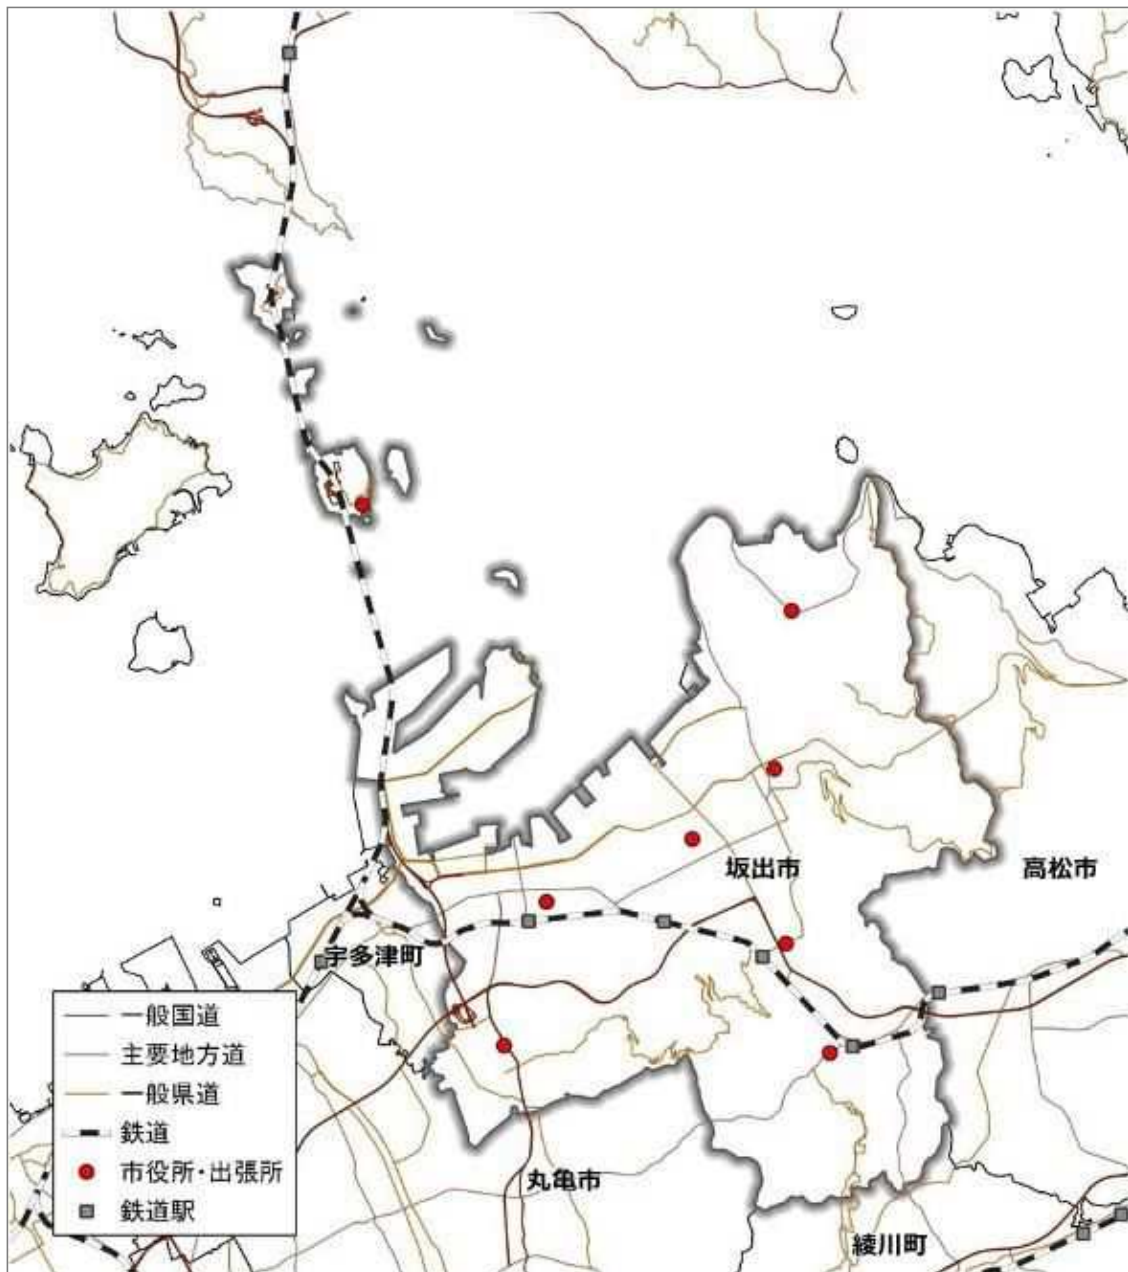 坂出市
高松市
宇多津町
一般国道
主要地方道
一般県道
鉄道
市役所・出張所
鉄道駅
丸亀市
綾川町